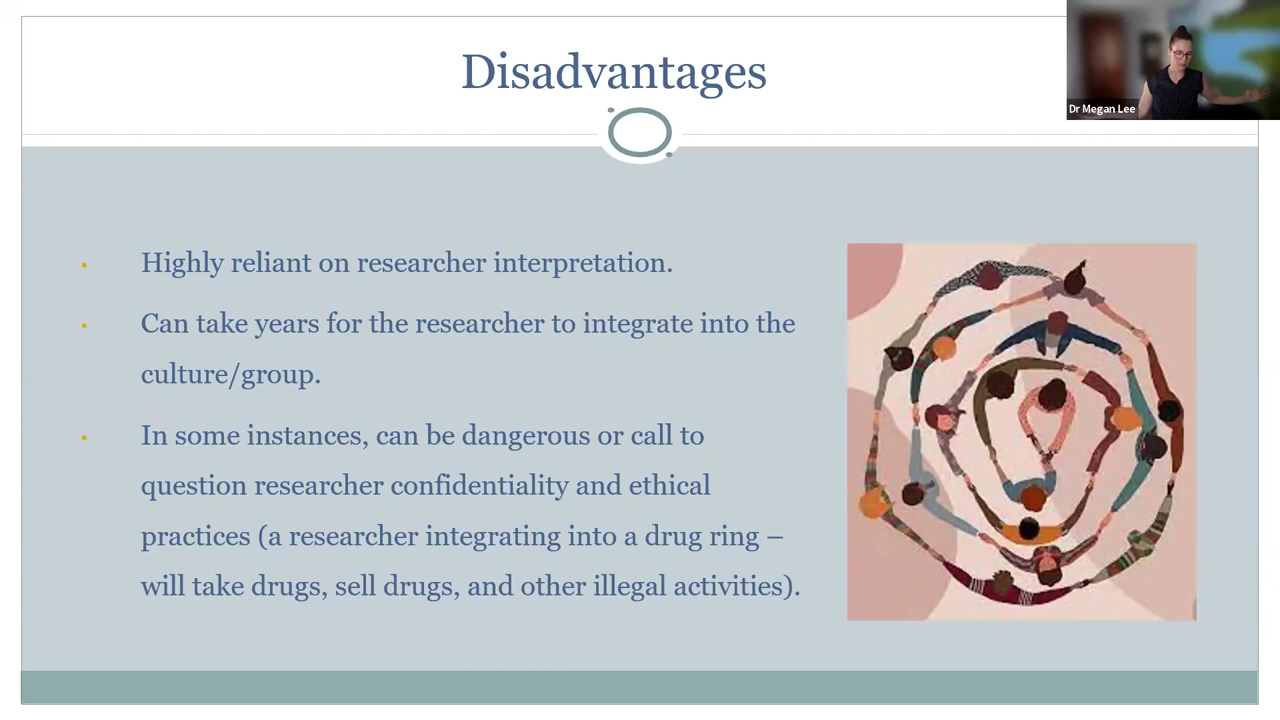 Disadvantages
Dr Megan Lee
• Highly reliant on researcher interpretation.
• Can take years for the researcher to integrate into the
culture/group.
• In some instances, can be dangerous or call to
question researcher confidentiality and ethical
practices (a researcher integrating into a drug ring –
will take drugs, sell drugs, and other illegal activities).